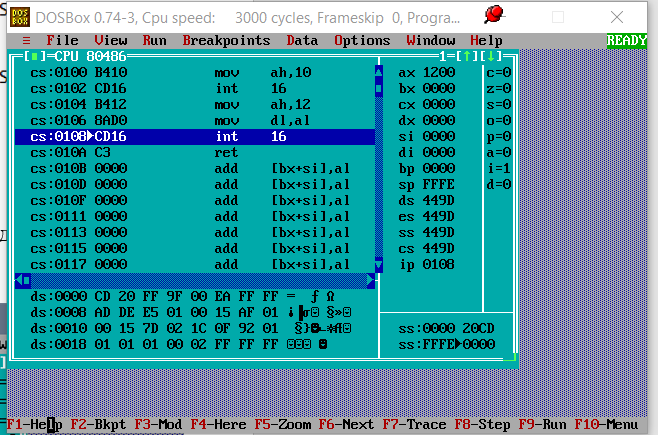 DOSBox 0.74-3, Cpu speed: 3000 cycles, Frameskip 0, Progra...
≡ File View Run Breakpoints Data Options Window Help READY
[■]=CPU 80486 1=[↑][↓]
cs:0100 B410 mov ah,10 ax 1200 c=0
cs:0102 CD16 int 16 bx 0000 z=0
cs:0104 B412 mov ah,12 cx 0000 s=0
cs:0106 8AD0 mov dl,al dx 0000 o=0
cs:0108►CD16 int 16 si 0000 p=0
cs:010A C3 ret di 0000 a=0
cs:010B 0000 add [bx+si],al bp 0000 i=1
cs:010D 0000 add [bx+si],al sp FFFE d=0
cs:010F 0000 add [bx+si],al ds 449D
cs:0111 0000 add [bx+si],al es 449D
cs:0113 0000 add [bx+si],al ss 449D
cs:0115 0000 add [bx+si],al cs 449D
cs:0117 0000 add [bx+si],al ip 0108
ds:0000 CD 20 FF 9F 00 EA FF FF = ƒ Ω
ds:0008 AD DE E5 01 00 15 AF 01
ds:0010 00 15 7D 02 1C 0F 92 01 ss:0000 20CD
ds:0018 01 01 01 00 02 FF FF FF ss:FFFE►0000
F1-Help F2-Bkpt F3-Mod F4-Here F5-Zoom F6-Next F7-Trace F8-Step F9-Run F10-Menu